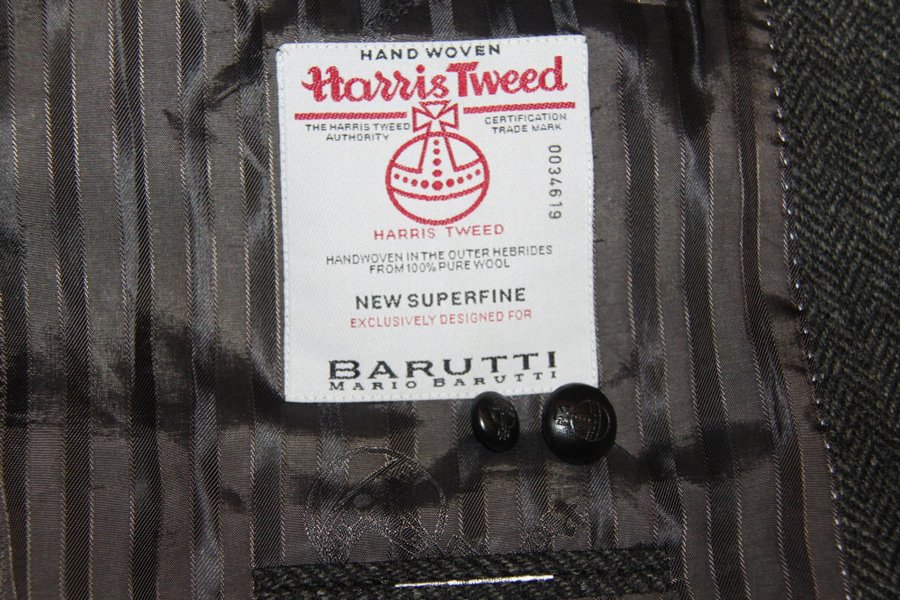 HAND WOVEN
Harris Tweed
THE HARRIS TWEED
AUTHORITY
CERTIFICATION
TRADE MARK
0034619
HARRIS TWEED
HANDWOVEN IN THE OUTER HEBRIDES
FROM 100% PURE WOOL
NEW SUPERFINE
EXCLUSIVELY DESIGNED FOR
BARUTTI
MARIO BARUTTI